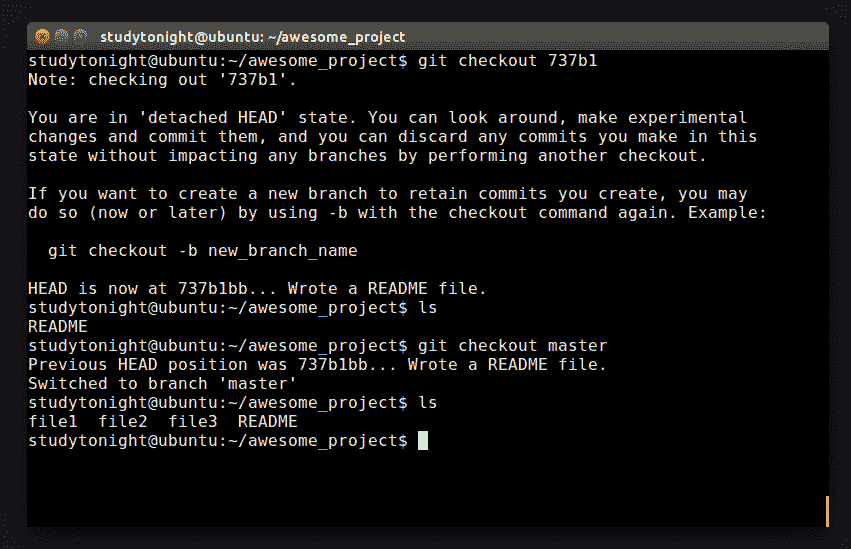 studytonight@ubuntu: ~/awesome_project
studytonight@ubuntu:~/awesome_project$ git checkout 737b1
Note: checking out '737b1'.
You are in 'detached HEAD' state. You can look around, make experimental
changes and commit them, and you can discard any commits you make in this
state without impacting any branches by performing another checkout.
If you want to create a new branch to retain commits you create, you may
do so (now or later) by using -b with the checkout command again. Example:
git checkout -b new_branch_name
HEAD is now at 737b1bb... Wrote a README file.
studytonight@ubuntu:~/awesome_project$ ls
README
studytonight@ubuntu:~/awesome_project$ git checkout master
Previous HEAD position was 737b1bb... Wrote a README file.
Switched to branch 'master'
studytonight@ubuntu:~/awesome_project$ ls
file1  file2  file3  README
studytonight@ubuntu:~/awesome_project$